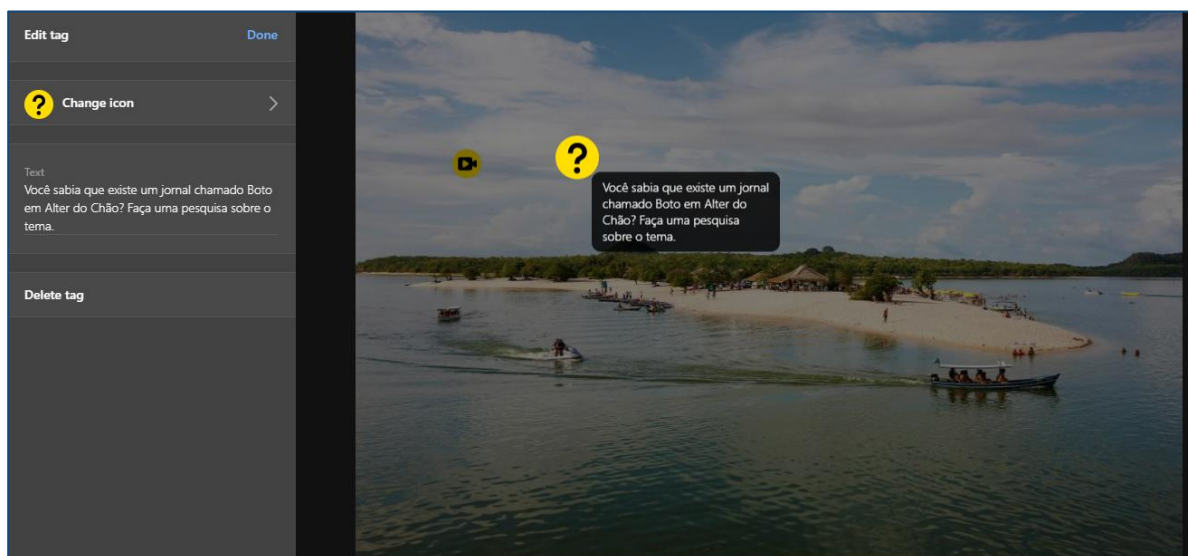 Edit tag
Done
Change icon
Text
Você sabia que existe um jornal chamado Boto
em Alter do Chão? Faça uma pesquisa sobre o
tema.
Delete tag
?
Você sabia que existe um jornal
chamado Boto em Alter do
Chão? Faça uma pesquisa
sobre o tema.